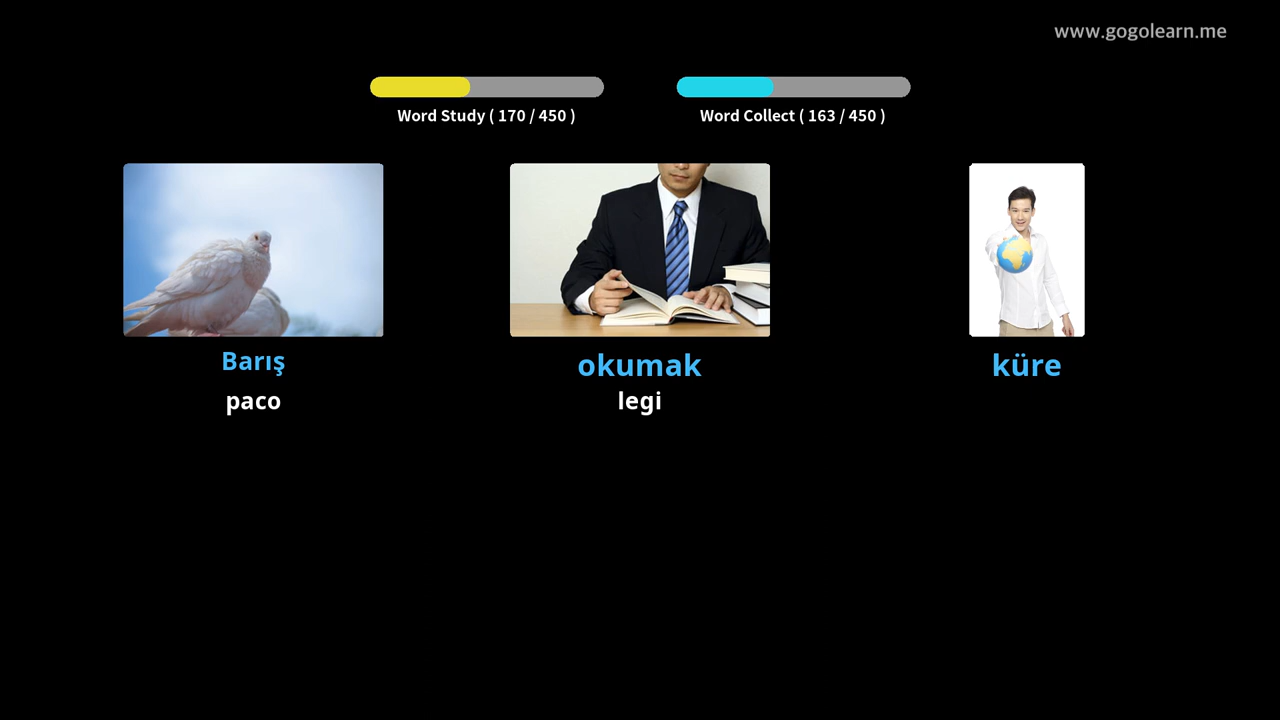 www.gogolearn.me
Word Study ( 170 / 450 )
Word Collect ( 163 / 450 )
Barış
okumak
küre
paco
legi